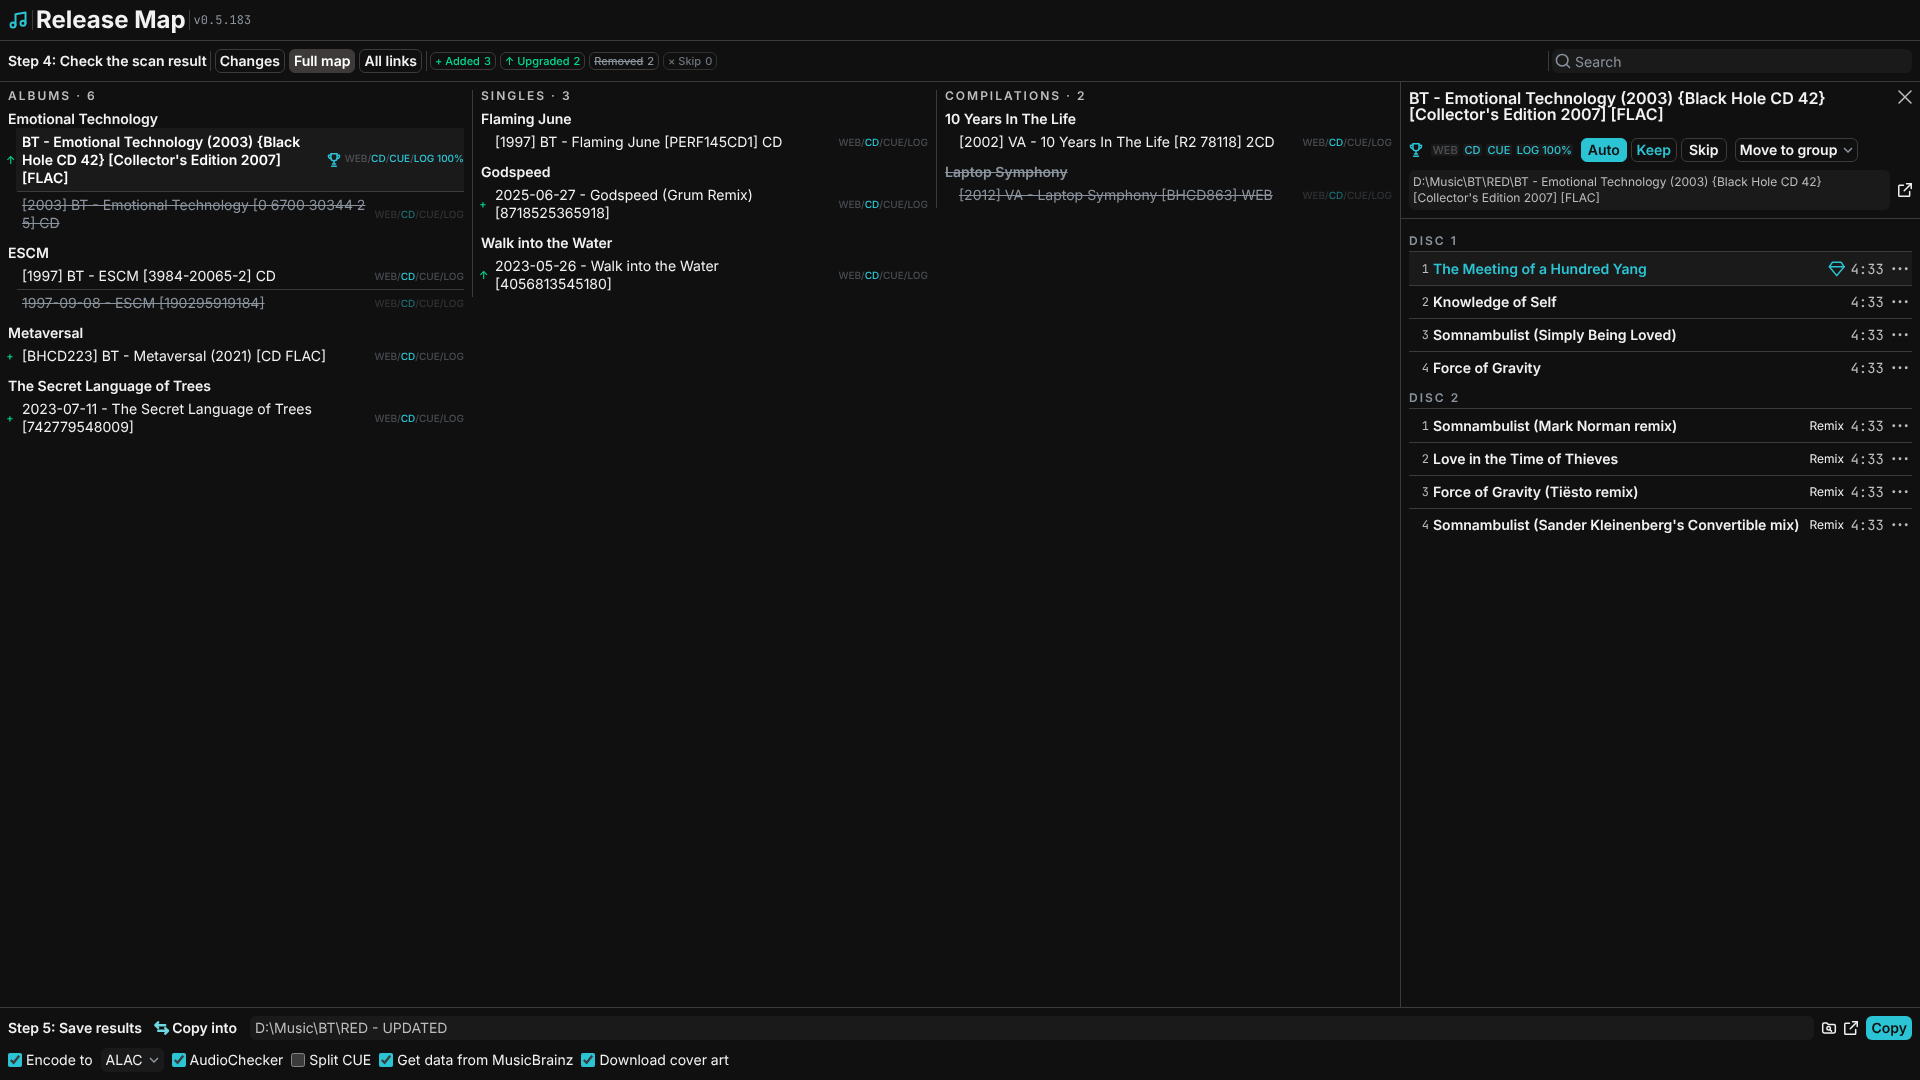 Release Map v0.5.183
Step 4: Check the scan result Changes Full map All links + Added 3 ↑ Upgraded 2 Removed 2 × Skip 0 Search
ALBUMS · 6
Emotional Technology
BT - Emotional Technology (2003) {Black
Hole CD 42} [Collector's Edition 2007]
[FLAC]
WEB/CD/CUE/LOG 100%
[2003] BT - Emotional Technology [0 6700 30344 2
5] CD
WEB/CD/CUE/LOG
ESCM
[1997] BT - ESCM [3984-20065-2] CD WEB/CD/CUE/LOG
1997-09-08 - ESCM [190295919184] WEB/CD/CUE/LOG
Metaversal
+ [BHCD223] BT - Metaversal (2021) [CD FLAC] WEB/CD/CUE/LOG
The Secret Language of Trees
+ 2023-07-11 - The Secret Language of Trees
[742779548009]
WEB/CD/CUE/LOG
SINGLES · 3
Flaming June
[1997] BT - Flaming June [PERF145CD1] CD WEB/CD/CUE/LOG
Godspeed
+ 2025-06-27 - Godspeed (Grum Remix)
[8718525365918]
WEB/CD/CUE/LOG
Walk into the Water
↑ 2023-05-26 - Walk into the Water
[4056813545180]
WEB/CD/CUE/LOG
COMPILATIONS · 2
10 Years In The Life
[2002] VA - 10 Years In The Life [R2 78118] 2CD WEB/CD/CUE/LOG
Laptop Symphony
[2012] VA - Laptop Symphony [BHCD863] WEB WEB/CD/CUE/LOG
BT - Emotional Technology (2003) {Black Hole CD 42}
[Collector's Edition 2007] [FLAC]
WEB CD CUE LOG 100% Auto Keep Skip Move to group
D:\Music\BT\RED\BT - Emotional Technology (2003) {Black Hole CD 42}
[Collector's Edition 2007] [FLAC]
DISC 1
1 The Meeting of a Hundred Yang 4:33 ···
2 Knowledge of Self 4:33 ···
3 Somnambulist (Simply Being Loved) 4:33 ···
4 Force of Gravity 4:33 ···
DISC 2
1 Somnambulist (Mark Norman remix) Remix 4:33 ···
2 Love in the Time of Thieves Remix 4:33 ···
3 Force of Gravity (Tiësto remix) Remix 4:33 ···
4 Somnambulist (Sander Kleinenberg's Convertible mix) Remix 4:33 ···
Step 5: Save results Copy into D:\Music\BT\RED - UPDATED Copy
Encode to ALAC AudioChecker Split CUE Get data from MusicBrainz Download cover art